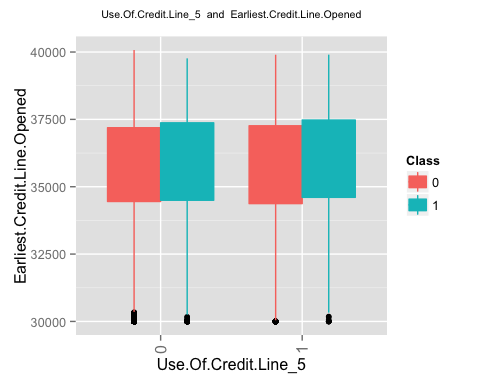 Use.Of.Credit.Line_5 and Earliest.Credit.Line.Opened
40000
37500
35000
32500
30000
Earliest.Credit.Line.Opened
0
1
Use.Of.Credit.Line_5
Class
0
1